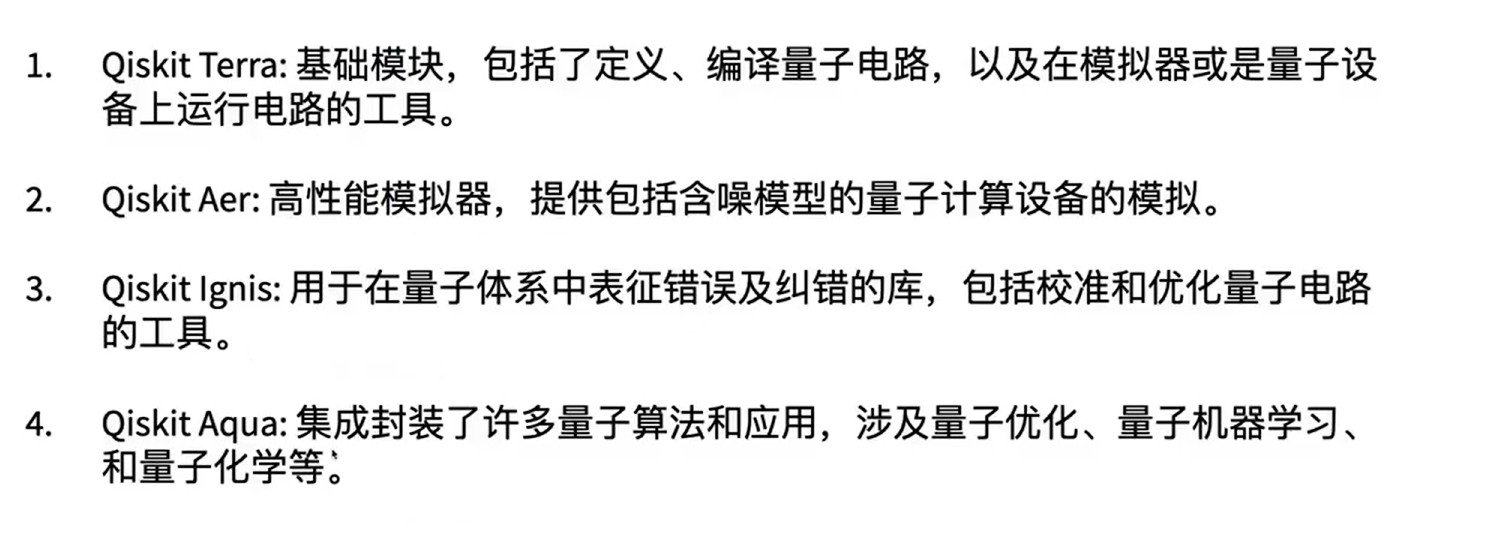 1. Qiskit Terra: 基础模块，包括了定义、编译量子电路，以及在模拟器或是量子设
备上运行电路的工具。
2. Qiskit Aer: 高性能模拟器，提供包括含噪模型的量子计算设备的模拟。
3. Qiskit Ignis: 用于在量子体系中表征错误及纠错的库，包括校准和优化量子电路
的工具。
4. Qiskit Aqua: 集成封装了许多量子算法和应用，涉及量子优化、量子机器学习、
和量子化学等。